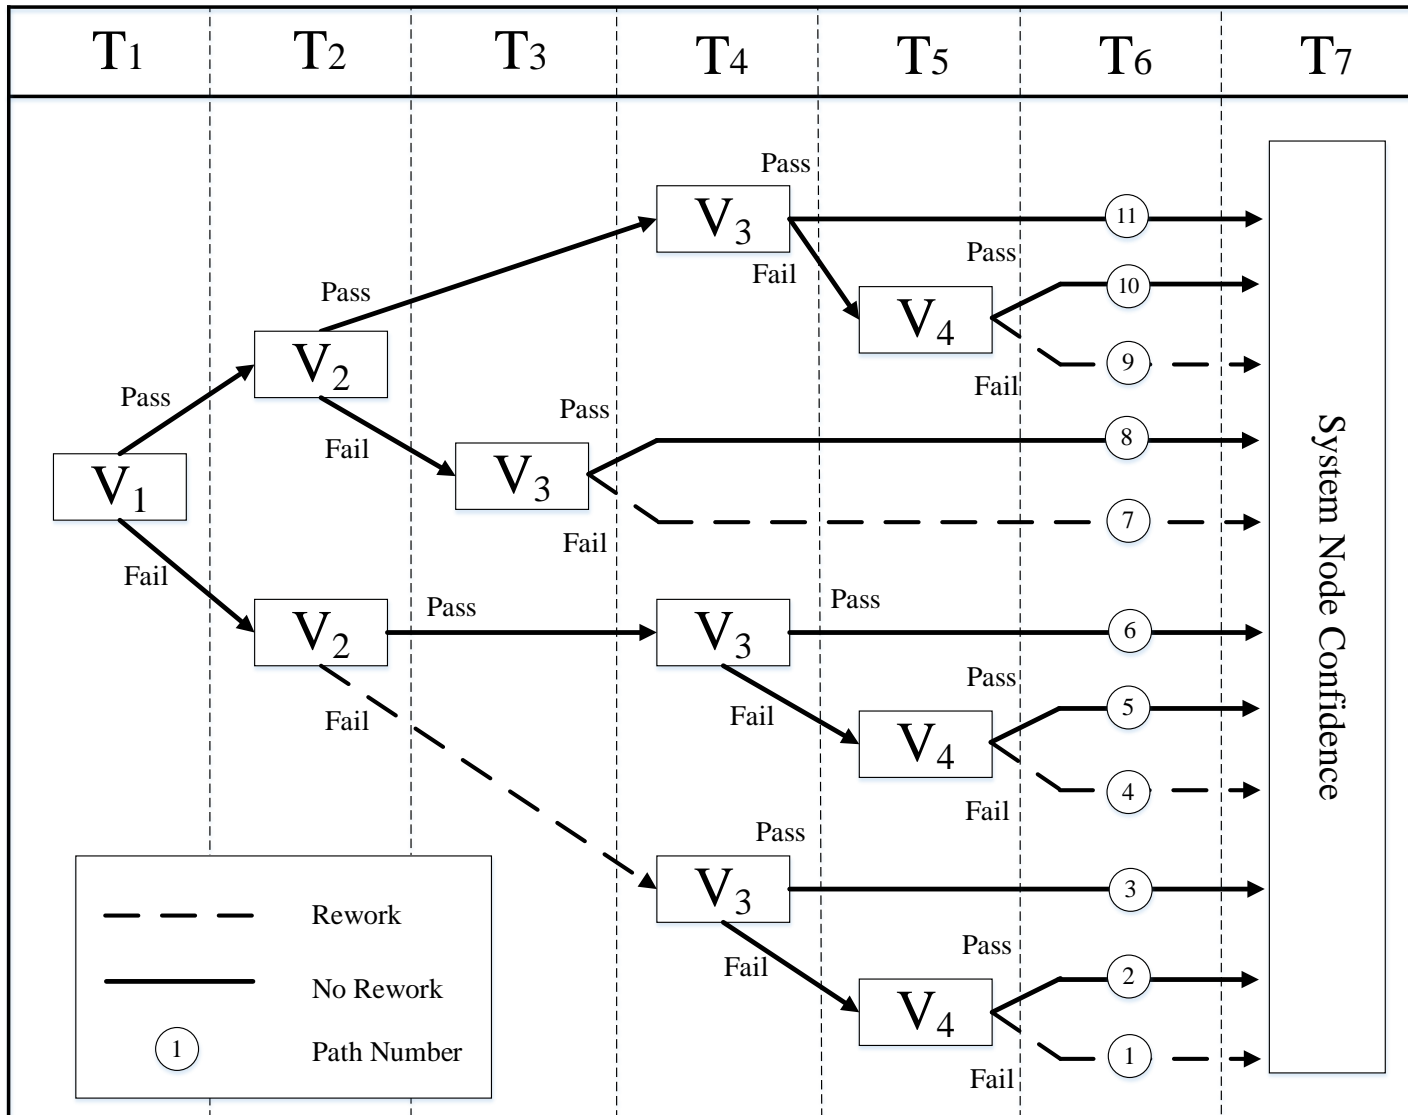 T1 T2 T3 T4 T5 T6 T7
Pass
V3
11
Pass
Fail
10
Pass
V4
V2
9
Fail
Pass
Pass
8
System Node Confidence
Fail
V3
V1
7
Fail
Fail
V2
Pass
V3
Pass
6
Pass
5
Fail
Fail
V4
4
Fail
Pass
V3
3
Rework
Pass
Fail
2
No Rework
V4
1
Path Number
1
Fail